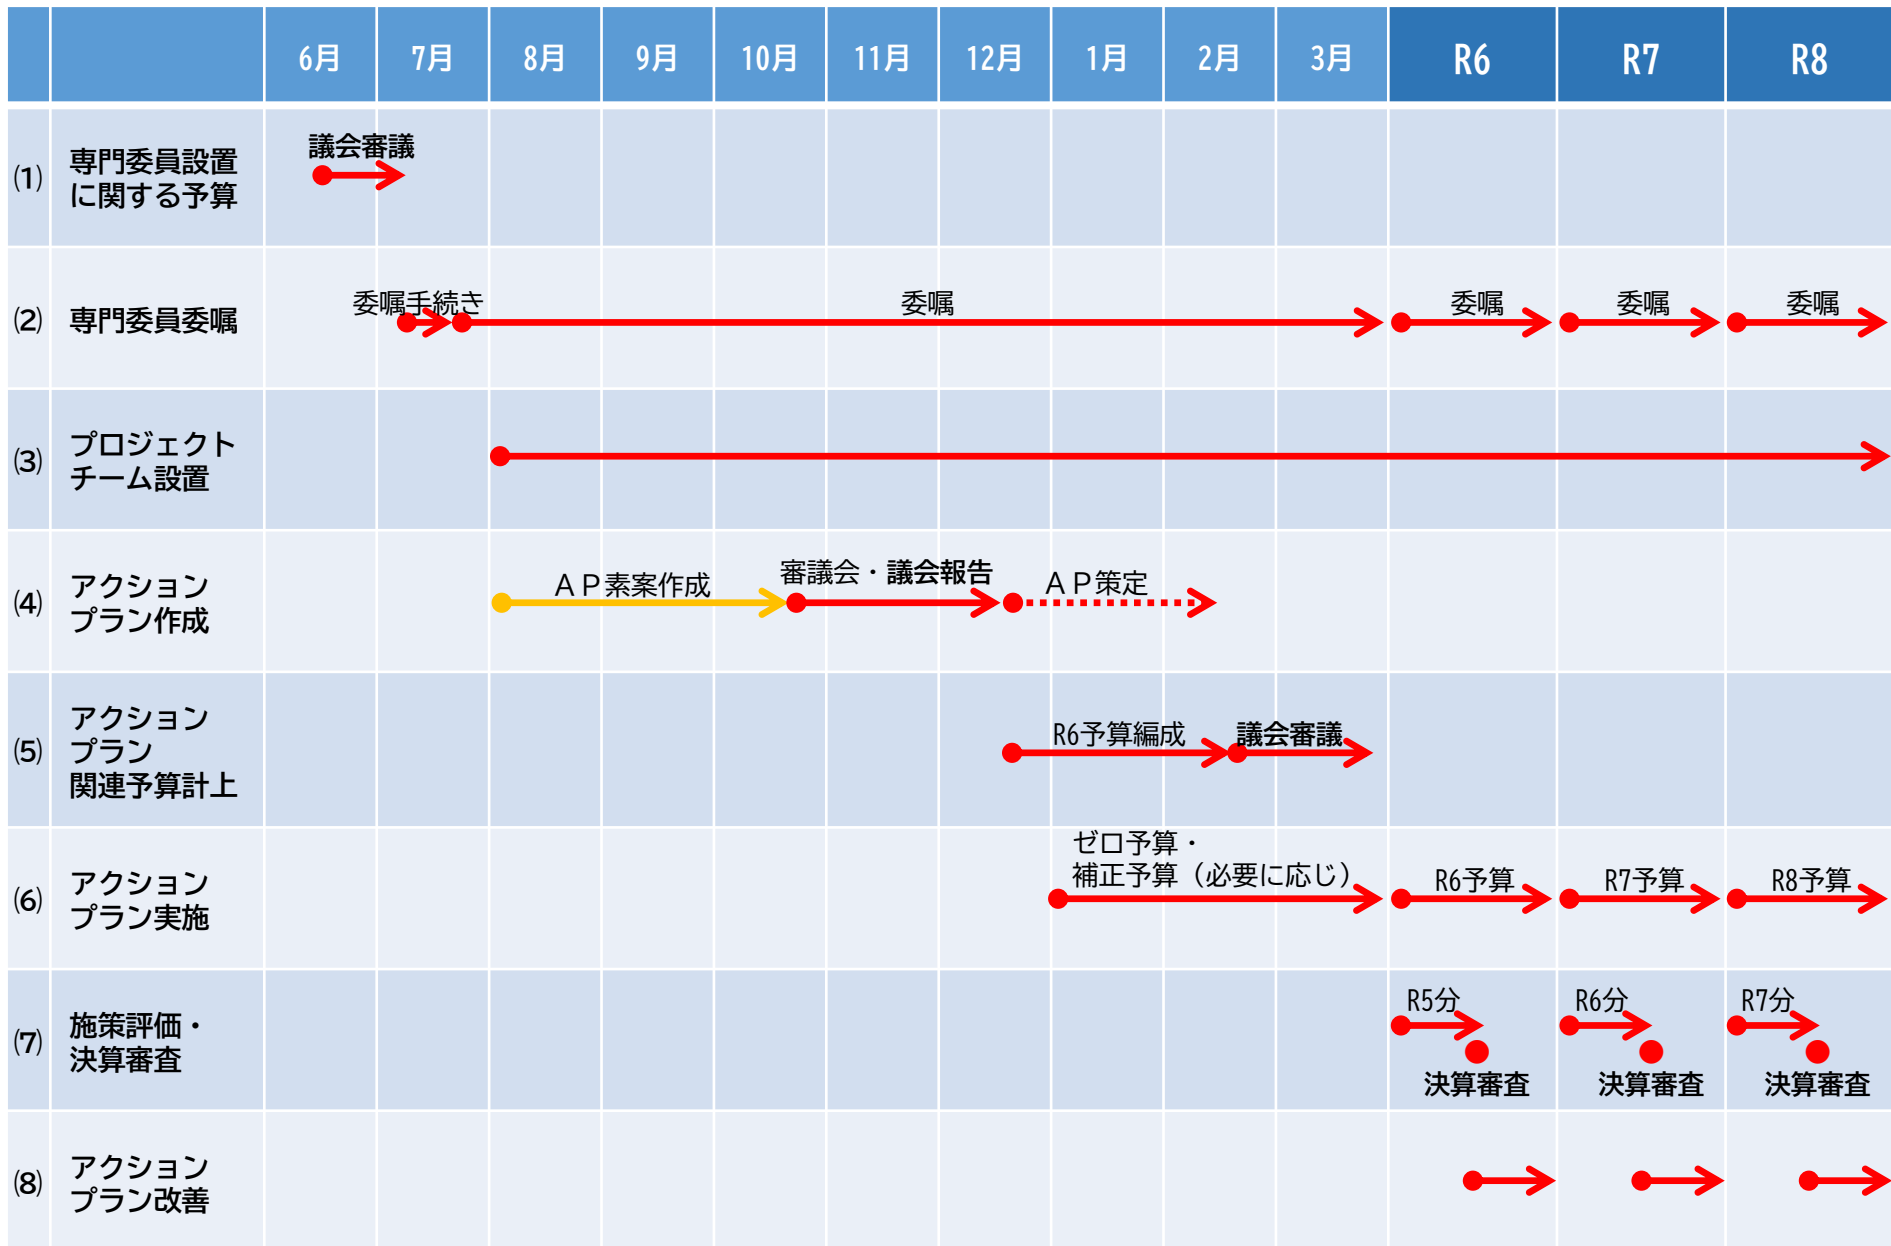 6月 7月 8月 9月 10月 11月 12月 1月 2月 3月 R6 R7 R8
議会審議
(1) 専門委員設置
に関する予算
委嘱手続き 委嘱 委嘱 委嘱 委嘱
(2) 専門委員委嘱
(3) プロジェクト
チーム設置
ＡＰ素案作成 審議会・議会報告 ＡＰ策定
(4) アクション
プラン作成
(5) アクション
プラン
関連予算計上
R6予算編成 議会審議
ゼロ予算・
補正予算（必要に応じ） R6予算 R7予算 R8予算
(6) アクション
プラン実施
R5分 R6分 R7分
(7) 施策評価・
決算審査
決算審査 決算審査 決算審査
(8) アクション
プラン改善